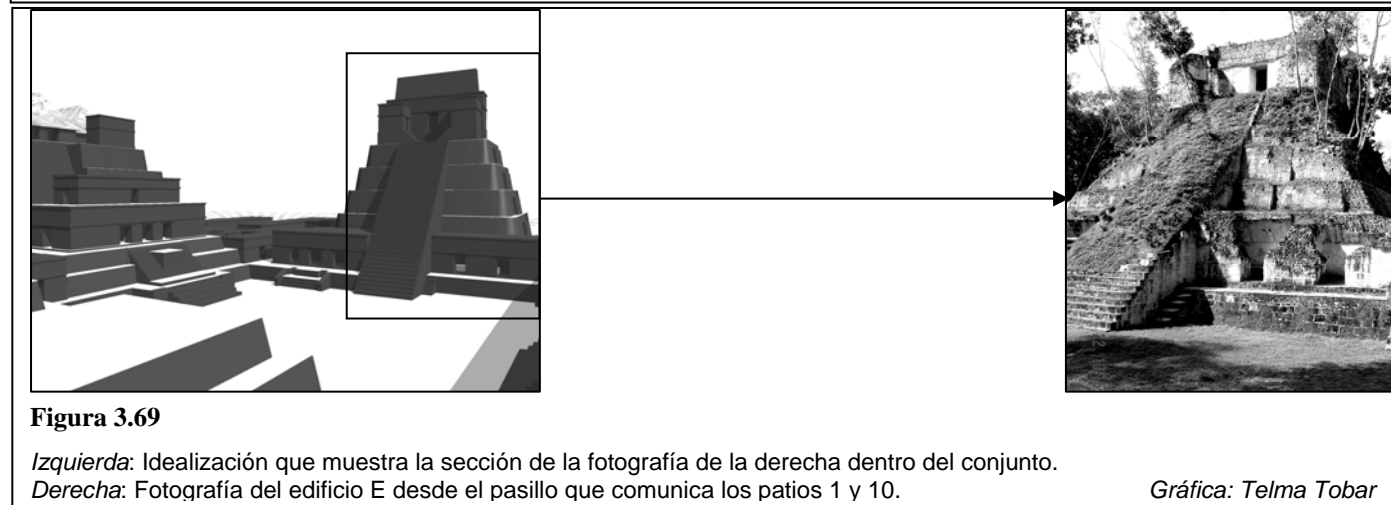 Figura 3.69
Izquierda: Idealización que muestra la sección de la fotografía de la derecha dentro del conjunto.
Derecha: Fotografía del edificio E desde el pasillo que comunica los patios 1 y 10.
Gráfica: Telma Tobar